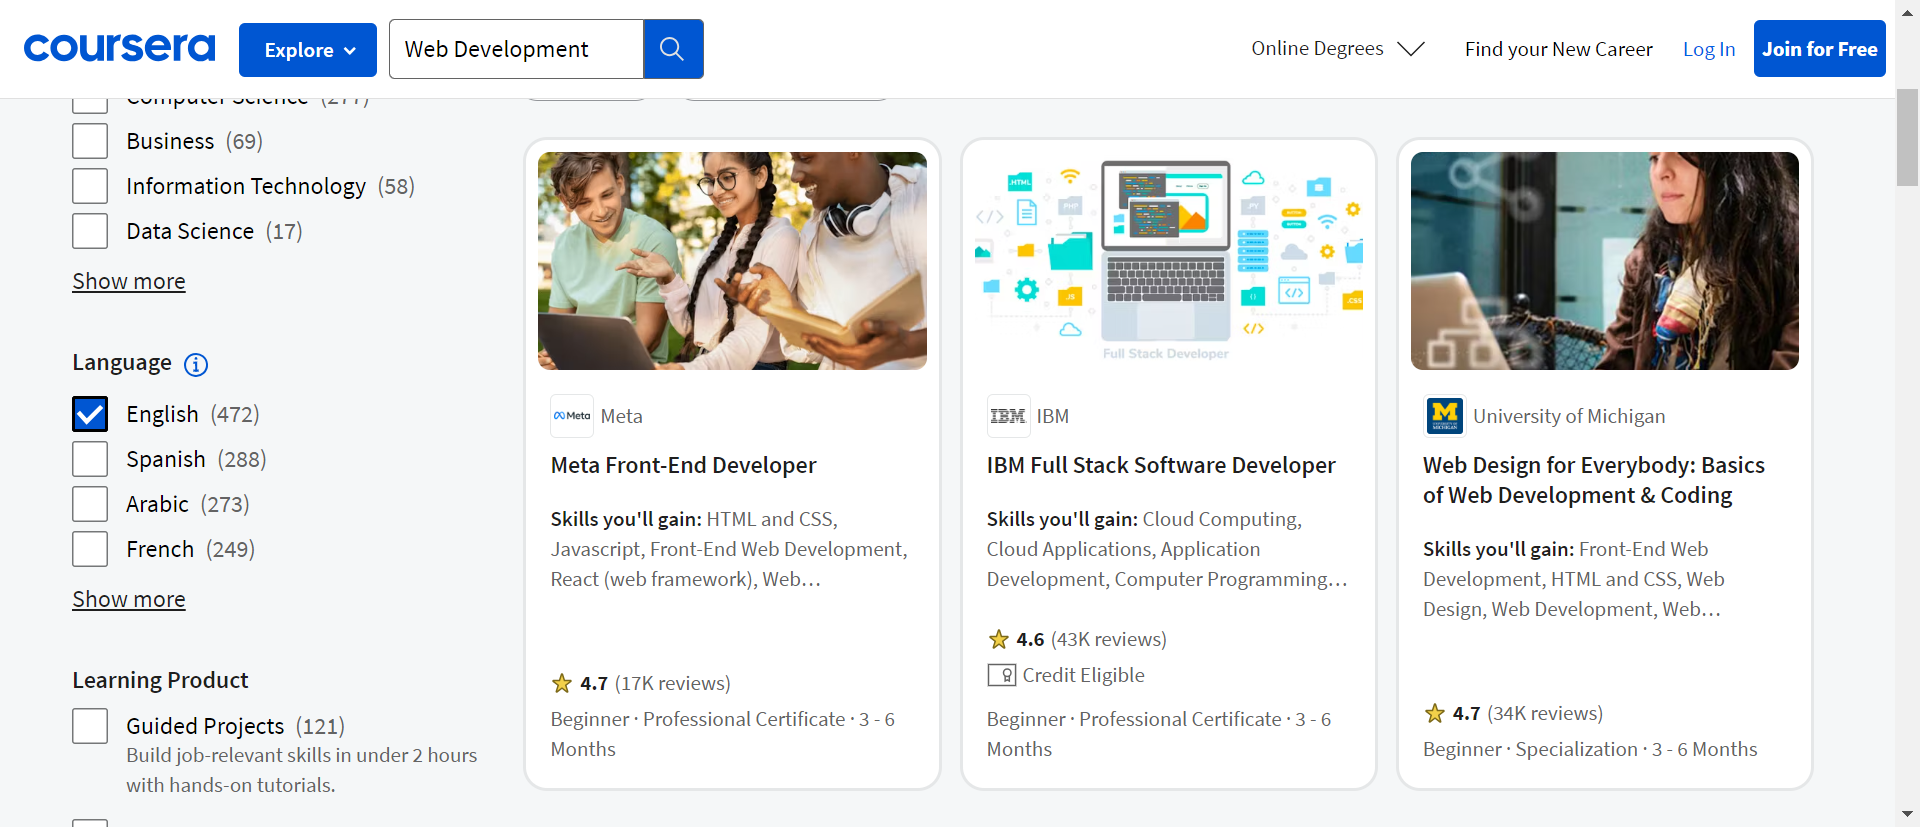 coursera
Explore
Web Development
Online Degrees
Find your New Career
Log In
Join for Free
Computer Science (277)
Business (69)
Information Technology (58)
Data Science (17)
Show more
Language
English (472)
Spanish (288)
Arabic (273)
French (249)
Show more
Learning Product
Guided Projects (121)
Build job-relevant skills in under 2 hours
with hands-on tutorials.
Meta
Meta
Meta Front-End Developer
Skills you'll gain: HTML and CSS,
Javascript, Front-End Web Development,
React (web framework), Web…
4.7 (17K reviews)
Beginner · Professional Certificate · 3 - 6
Months
.HTML
PHP
.PY
.JS
.CSS
Full Stack Developer
IBM
IBM
IBM Full Stack Software Developer
Skills you'll gain: Cloud Computing,
Cloud Applications, Application
Development, Computer Programming…
4.6 (43K reviews)
Credit Eligible
Beginner · Professional Certificate · 3 - 6
Months
M
University of Michigan
Web Design for Everybody: Basics
of Web Development & Coding
Skills you'll gain: Front-End Web
Development, HTML and CSS, Web
Design, Web Development, Web…
4.7 (34K reviews)
Beginner · Specialization · 3 - 6 Months